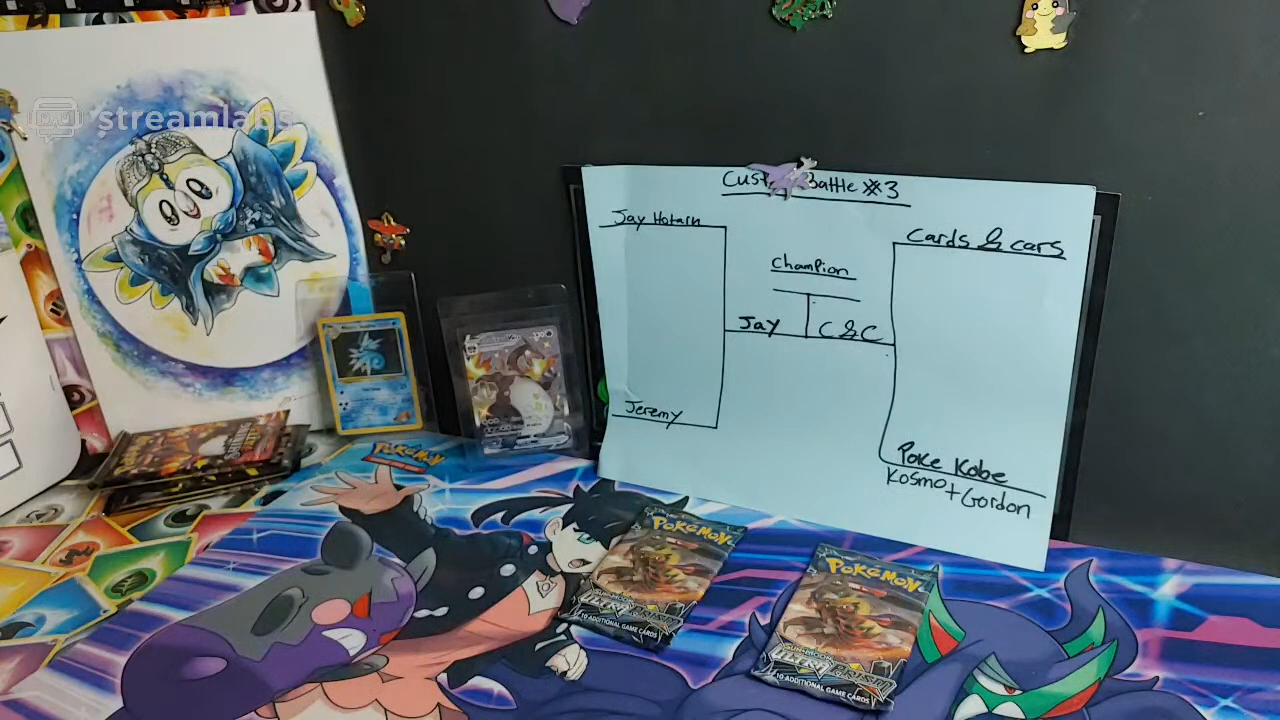 streamlabs
Battle #3
Jay Hotarn
Cards & cars
Champion
Jay
C & C
Jeremy
Poke Kobe
Kosmo + Gordon
POKÉMON
POKÉMON
10 ADDITIONAL GAME CARDS
POKÉMON
10 ADDITIONAL GAME CARDS